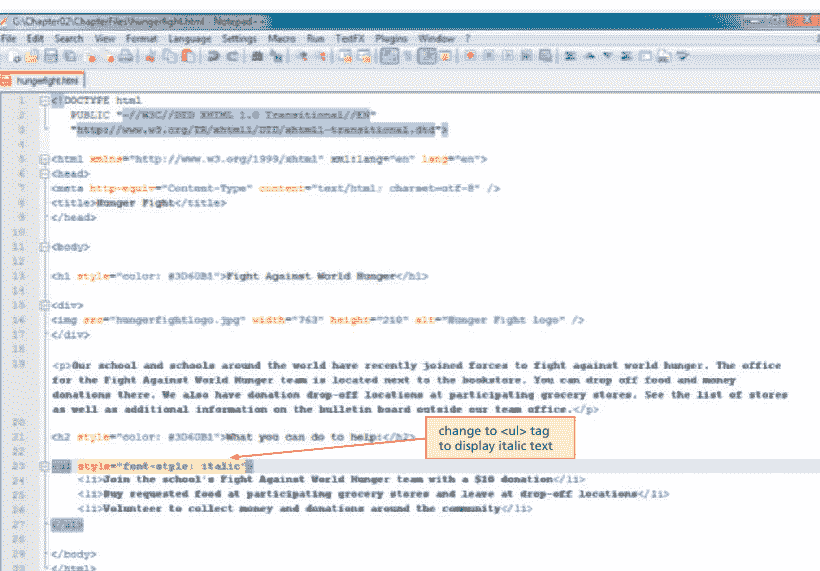 G:\Chapter02\ChapterFiles\hungerfight.html - Notepad++
File Edit Search View Format Language Settings Macro Run TextFX Plugins Window ?
hungerfight.html
1 <!DOCTYPE html
2 PUBLIC "-//W3C//DTD XHTML 1.0 Transitional//EN"
3 "http://www.w3.org/TR/xhtml1/DTD/xhtml1-transitional.dtd">
4
5 <html xmlns="http://www.w3.org/1999/xhtml" xml:lang="en" lang="en">
6 <head>
7 <meta http-equiv="Content-Type" content="text/html; charset=utf-8" />
8 <title>Hunger Fight</title>
9 </head>
10
11 <body>
12
13 <h1 style="color: #3D60B1">Fight Against World Hunger</h1>
14
15 <div>
16 <img src="hungerfightlogo.jpg" width="763" height="210" alt="Hunger Fight logo" />
17 </div>
18
19 <p>Our school and schools around the world have recently joined forces to fight against world hunger. The office
for the Fight Against World Hunger team is located next to the bookstore. You can drop off food and money
donations there. We also have donation drop-off locations at participating grocery stores. See the list of stores
as well as additional information on the bulletin board outside our team office.</p>
20
21 <h2 style="color: #3D60B1">What you can do to help:</h2>
change to <ul> tag
to display italic text
22
23 <ul style="font-style: italic">
24 <li>Join the school's Fight Against World Hunger team with a $10 donation</li>
25 <li>Buy requested food at participating grocery stores and leave at drop-off locations</li>
26 <li>Volunteer to collect money and donations around the community</li>
27 </ul>
28
29 </body>
30 </html>